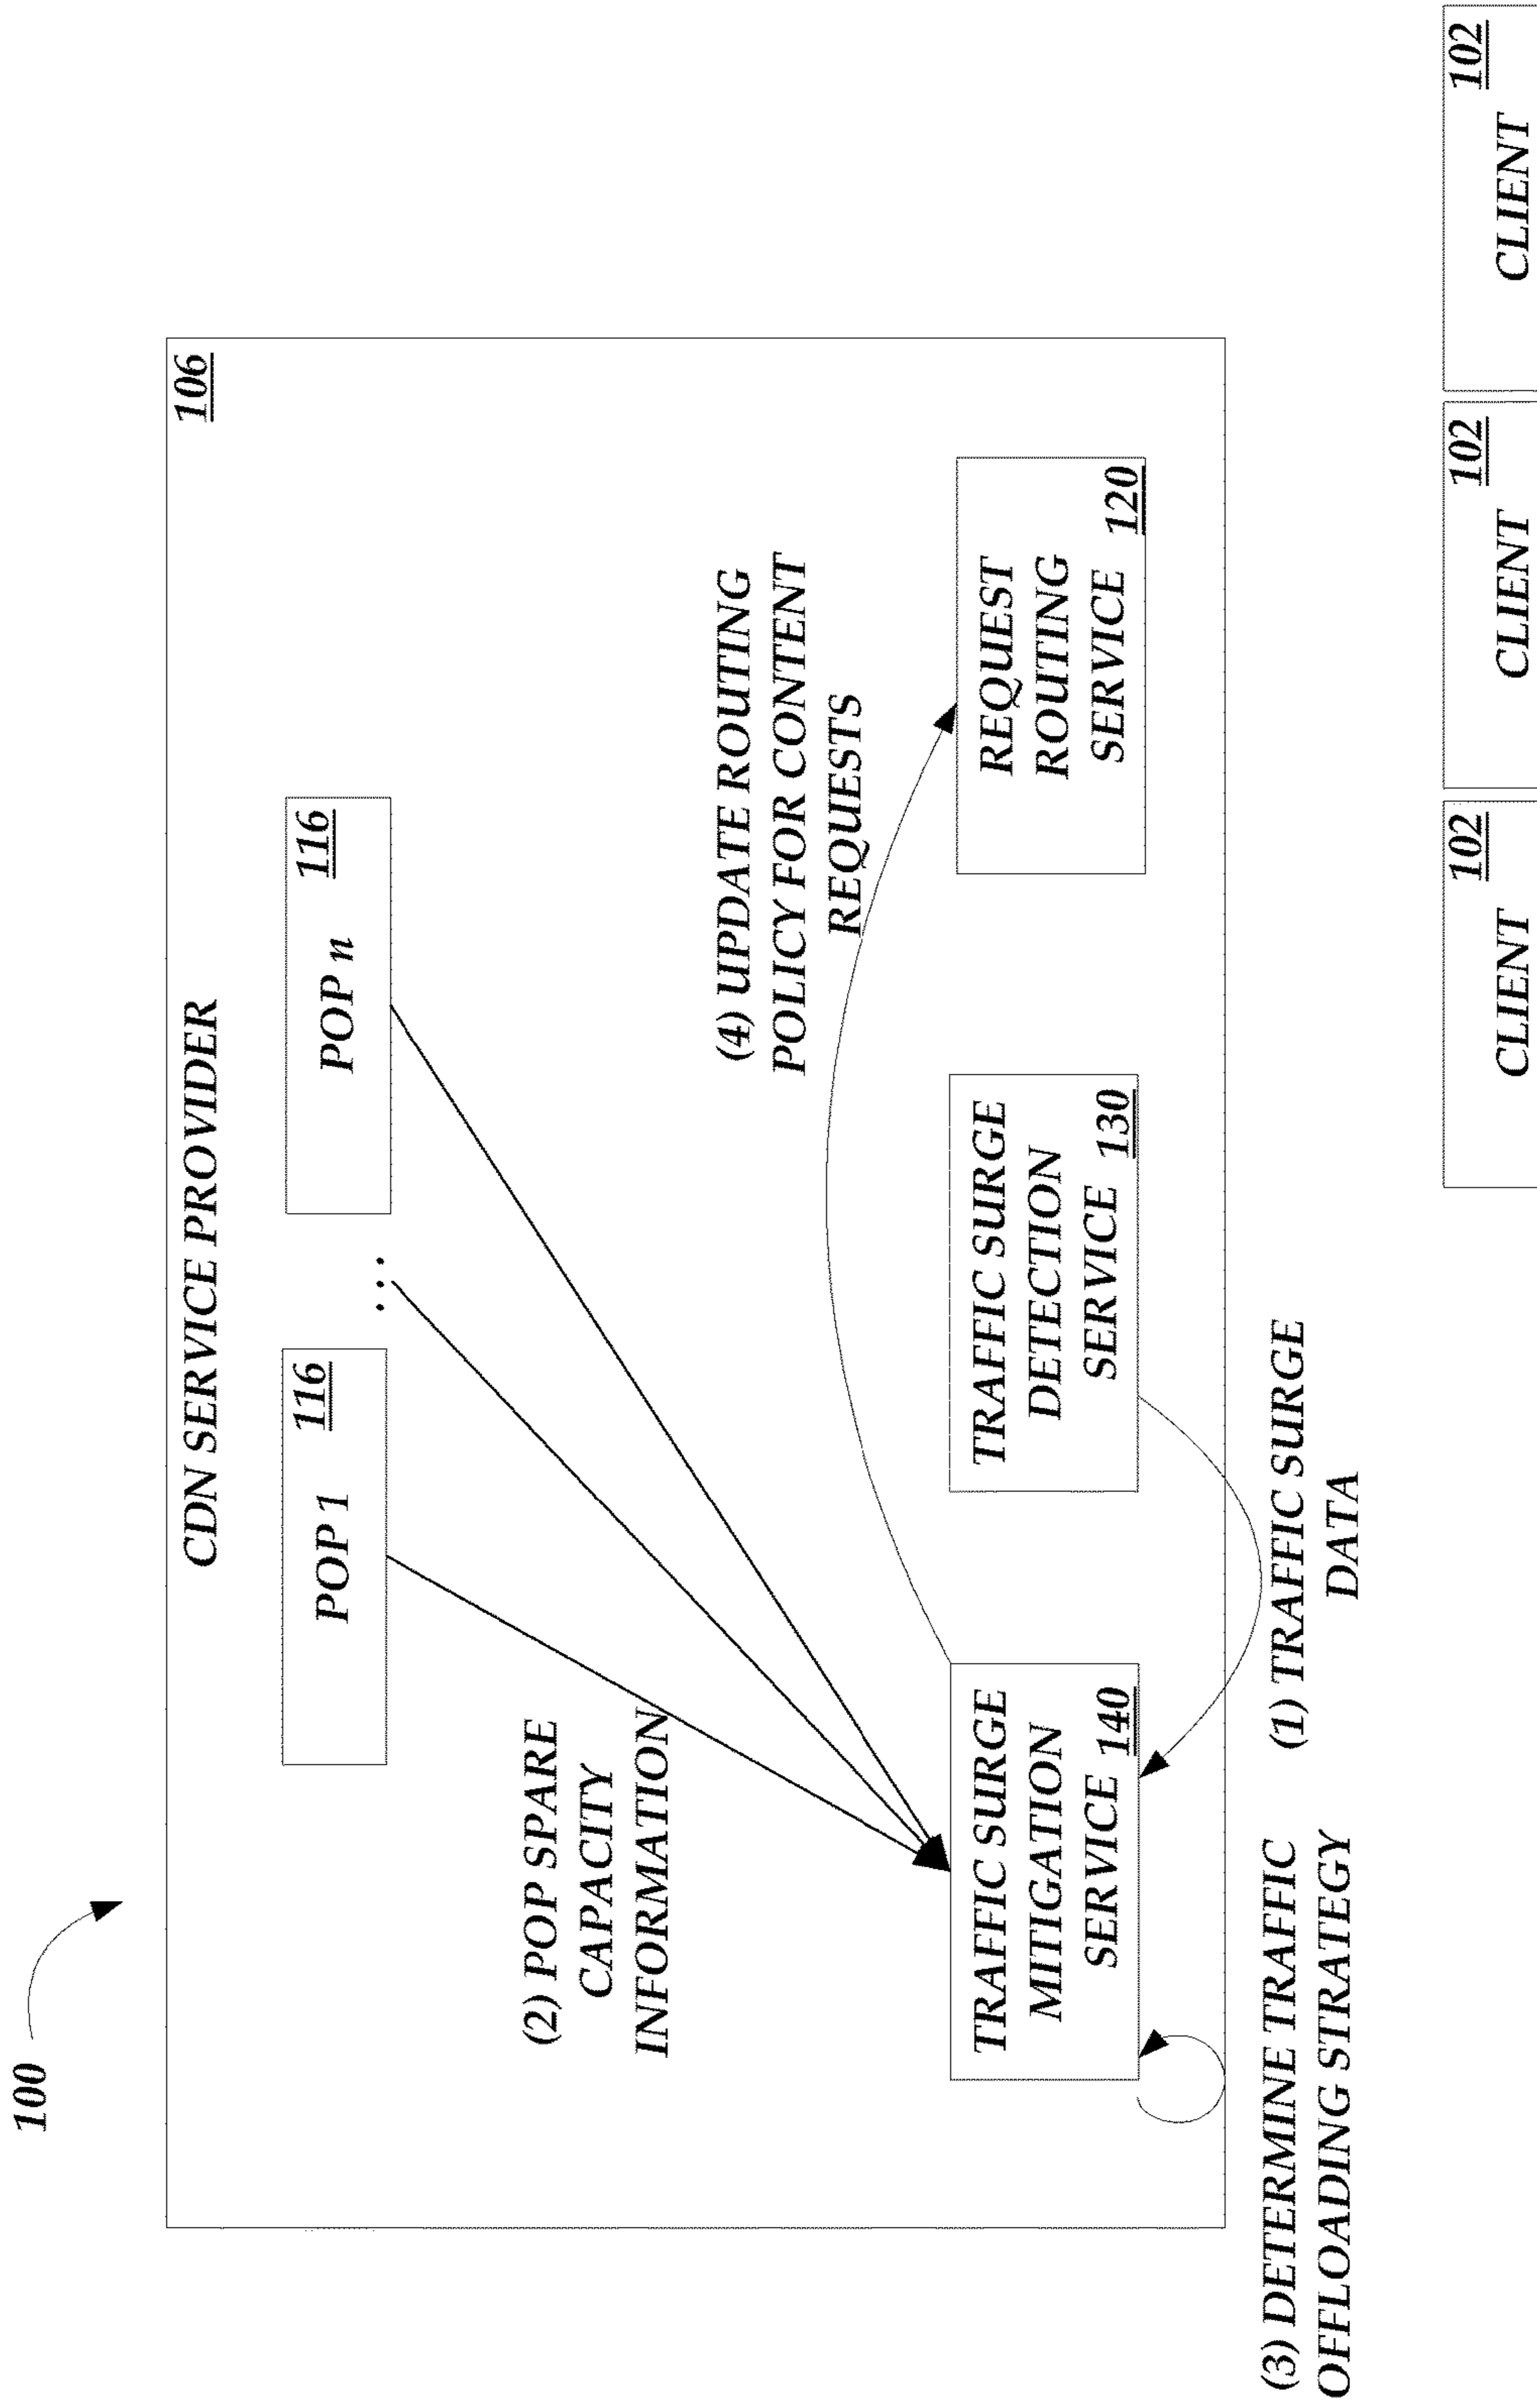 100
CDN SERVICE PROVIDER
106
POP 1
116
...
POP n
116
(2) POP SPARE
CAPACITY
INFORMATION
(4) UPDATE ROUTING
POLICY FOR CONTENT
REQUESTS
TRAFFIC SURGE
MITIGATION
SERVICE 140
TRAFFIC SURGE
DETECTION
SERVICE 130
REQUEST
ROUTING
SERVICE 120
(3) DETERMINE TRAFFIC
OFFLOADING STRATEGY
(1) TRAFFIC SURGE
DATA
102
CLIENT
102
CLIENT
102
CLIENT